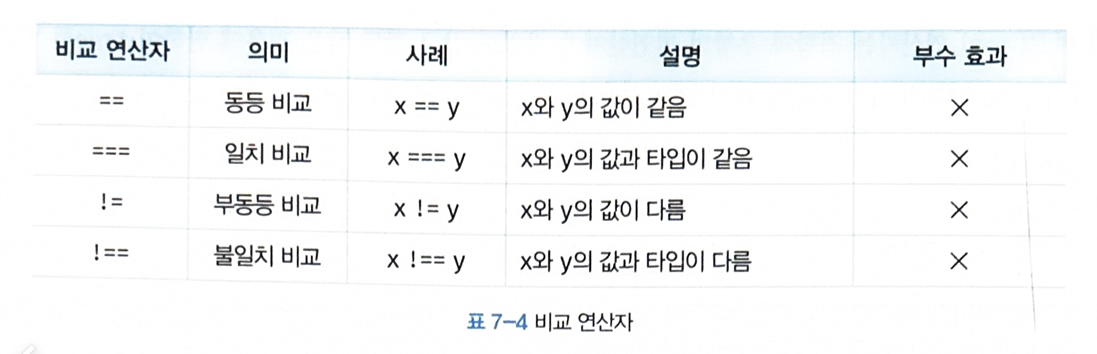 비교 연산자 의미 사례 설명 부수 효과
== 동등 비교 x == y x와 y의 값이 같음 ×
=== 일치 비교 x === y x와 y의 값과 타입이 같음 ×
!= 부동등 비교 x != y x와 y의 값이 다름 ×
!== 불일치 비교 x !== y x와 y의 값과 타입이 다름 ×
표 7-4 비교 연산자